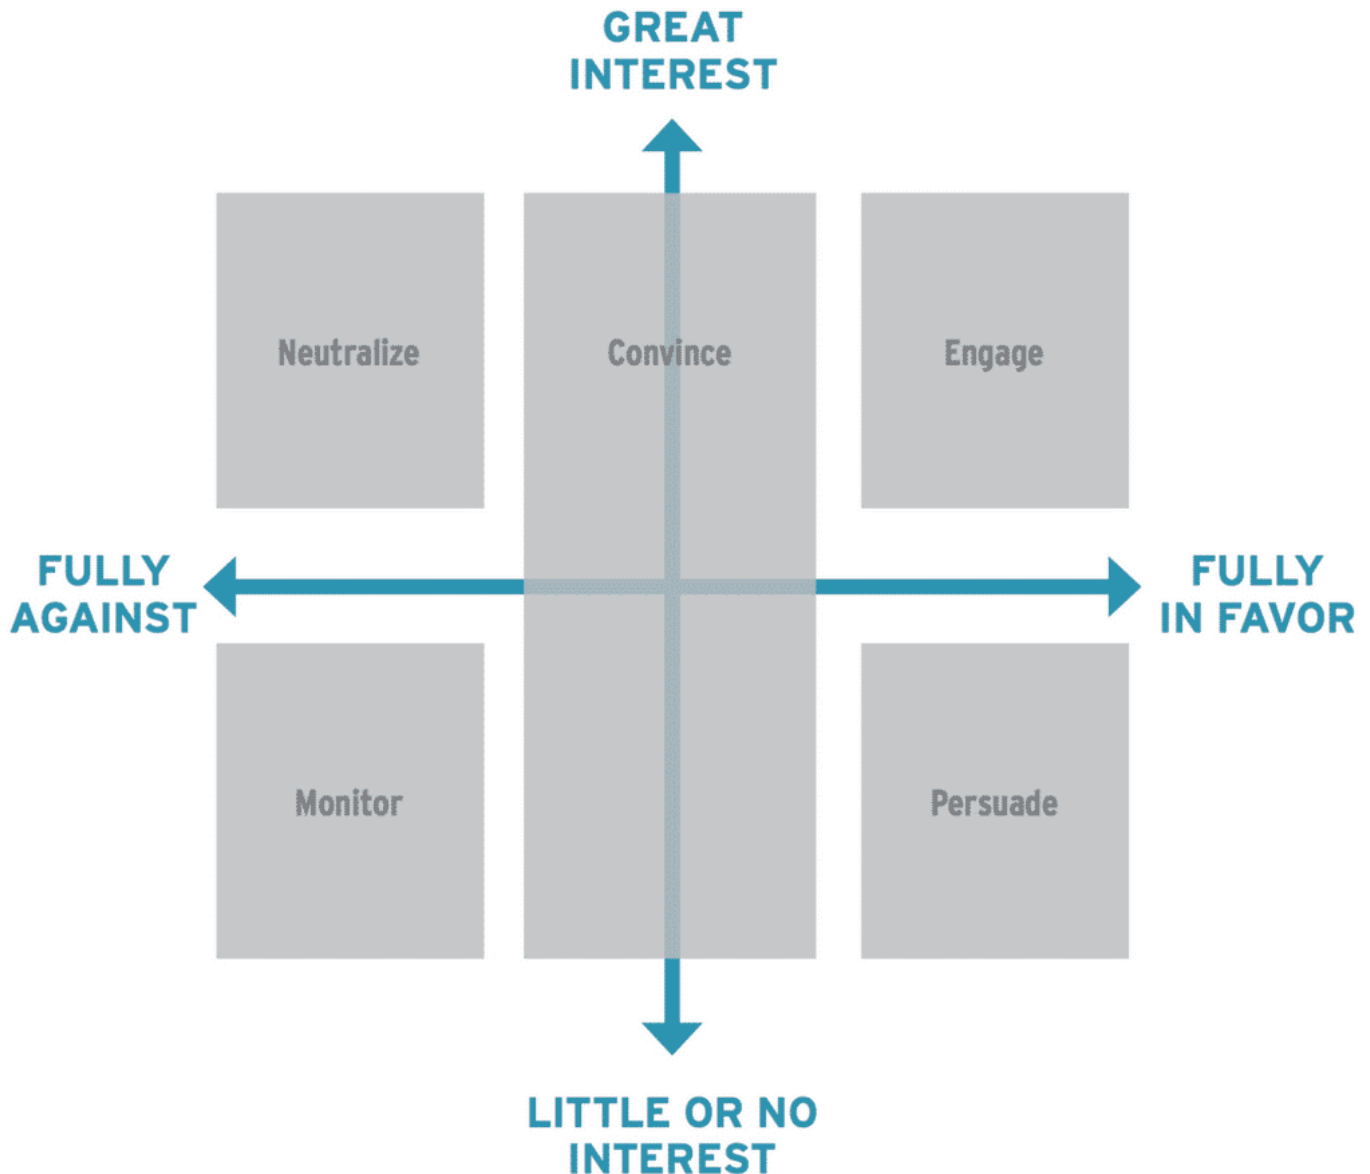 GREAT
INTEREST
Neutralize
Convince
Engage
FULLY
AGAINST
FULLY
IN FAVOR
Monitor
Persuade
LITTLE OR NO
INTEREST